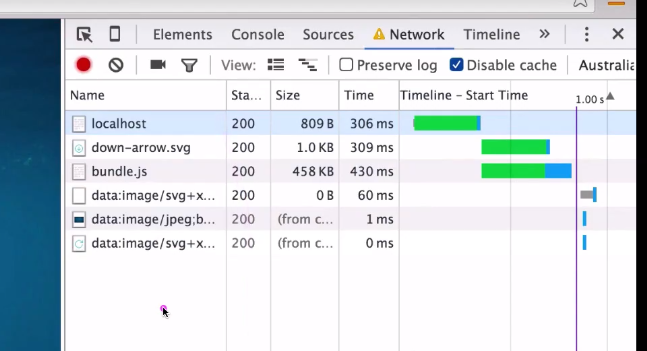 Elements Console Sources Network Timeline »
View: Preserve log Disable cache Australia
Name Sta... Size Time Timeline – Start Time 1.00 s
localhost 200 809 B 306 ms
down-arrow.svg 200 1.0 KB 309 ms
bundle.js 200 458 KB 430 ms
data:image/svg+x... 200 0 B 60 ms
data:image/jpeg;b... 200 (from c... 1 ms
data:image/svg+x... 200 (from c... 0 ms